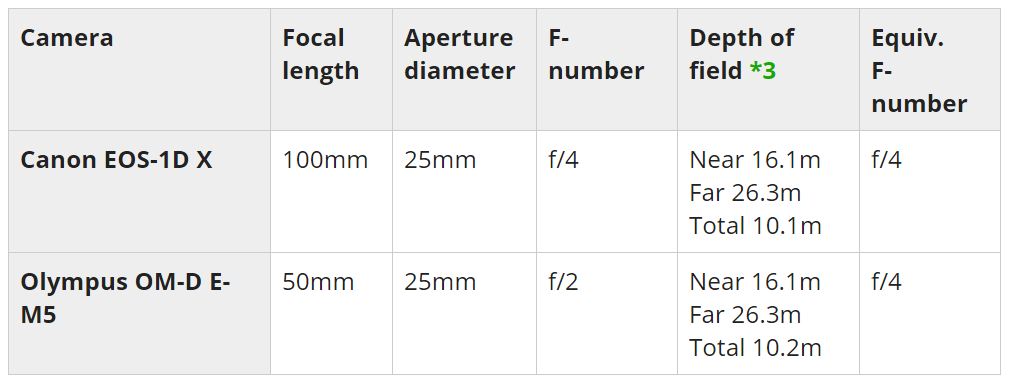 Camera
Focal
length
Aperture
diameter
F-
number
Depth of
field *3
Equiv.
F-
number
Canon EOS-1D X
100mm
25mm
f/4
Near 16.1m
Far 26.3m
Total 10.1m
f/4
Olympus OM-D E-
M5
50mm
25mm
f/2
Near 16.1m
Far 26.3m
Total 10.2m
f/4